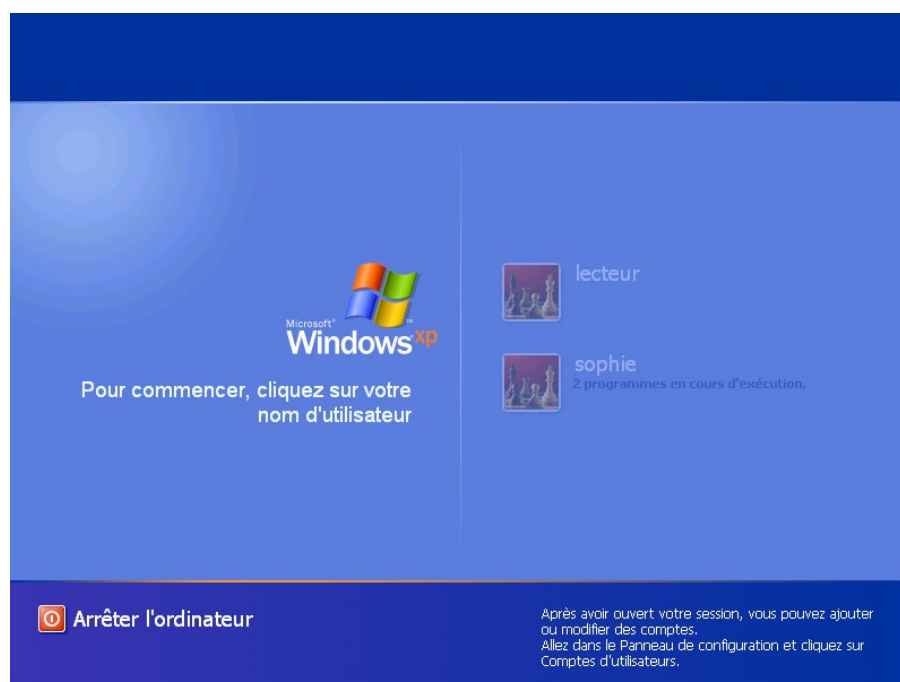 Microsoft®
Windows xp™
Pour commencer, cliquez sur votre
nom d'utilisateur
lecteur
sophie
2 programmes en cours d'exécution.
Arrêter l'ordinateur
Après avoir ouvert votre session, vous pouvez ajouter
ou modifier des comptes.
Allez dans le Panneau de configuration et cliquez sur
Comptes d'utilisateurs.